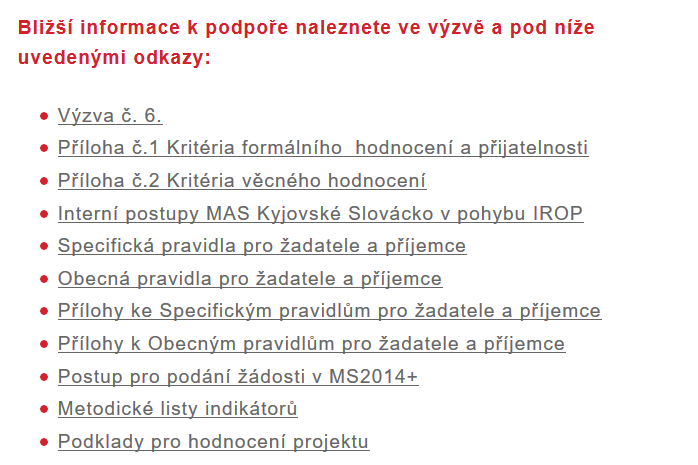 Bližší informace k podpoře naleznete ve výzvě a pod níže
uvedenými odkazy:
Výzva č. 6.
Příloha č.1 Kritéria formálního  hodnocení a přijatelnosti
Příloha č.2 Kritéria věcného hodnocení
Interní postupy MAS Kyjovské Slovácko v pohybu IROP
Specifická pravidla pro žadatele a příjemce
Obecná pravidla pro žadatele a příjemce
Přílohy ke Specifickým pravidlům pro žadatele a příjemce
Přílohy k Obecným pravidlům pro žadatele a příjemce
Postup pro podání žádosti v MS2014+
Metodické listy indikátorů
Podklady pro hodnocení projektu